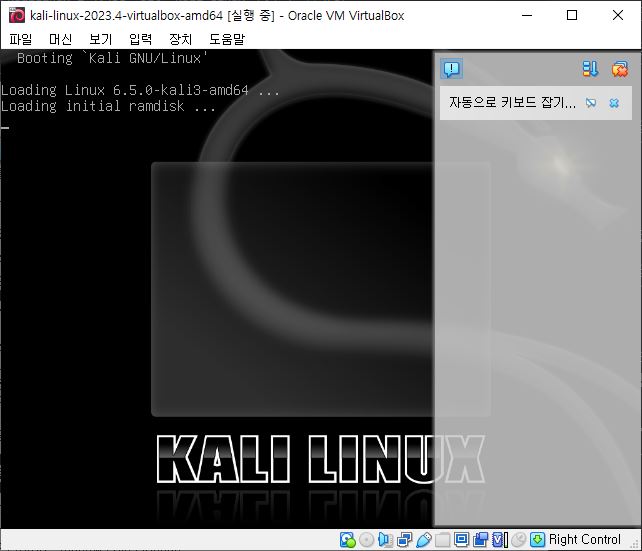 kali-linux-2023.4-virtualbox-amd64 [실행 중] - Oracle VM VirtualBox
파일 머신 보기 입력 장치 도움말
Booting `Kali GNU/Linux'
Loading Linux 6.5.0-kali3-amd64 ...
Loading initial ramdisk ...
자동으로 키보드 잡기...
KALI LINUX
Right Control